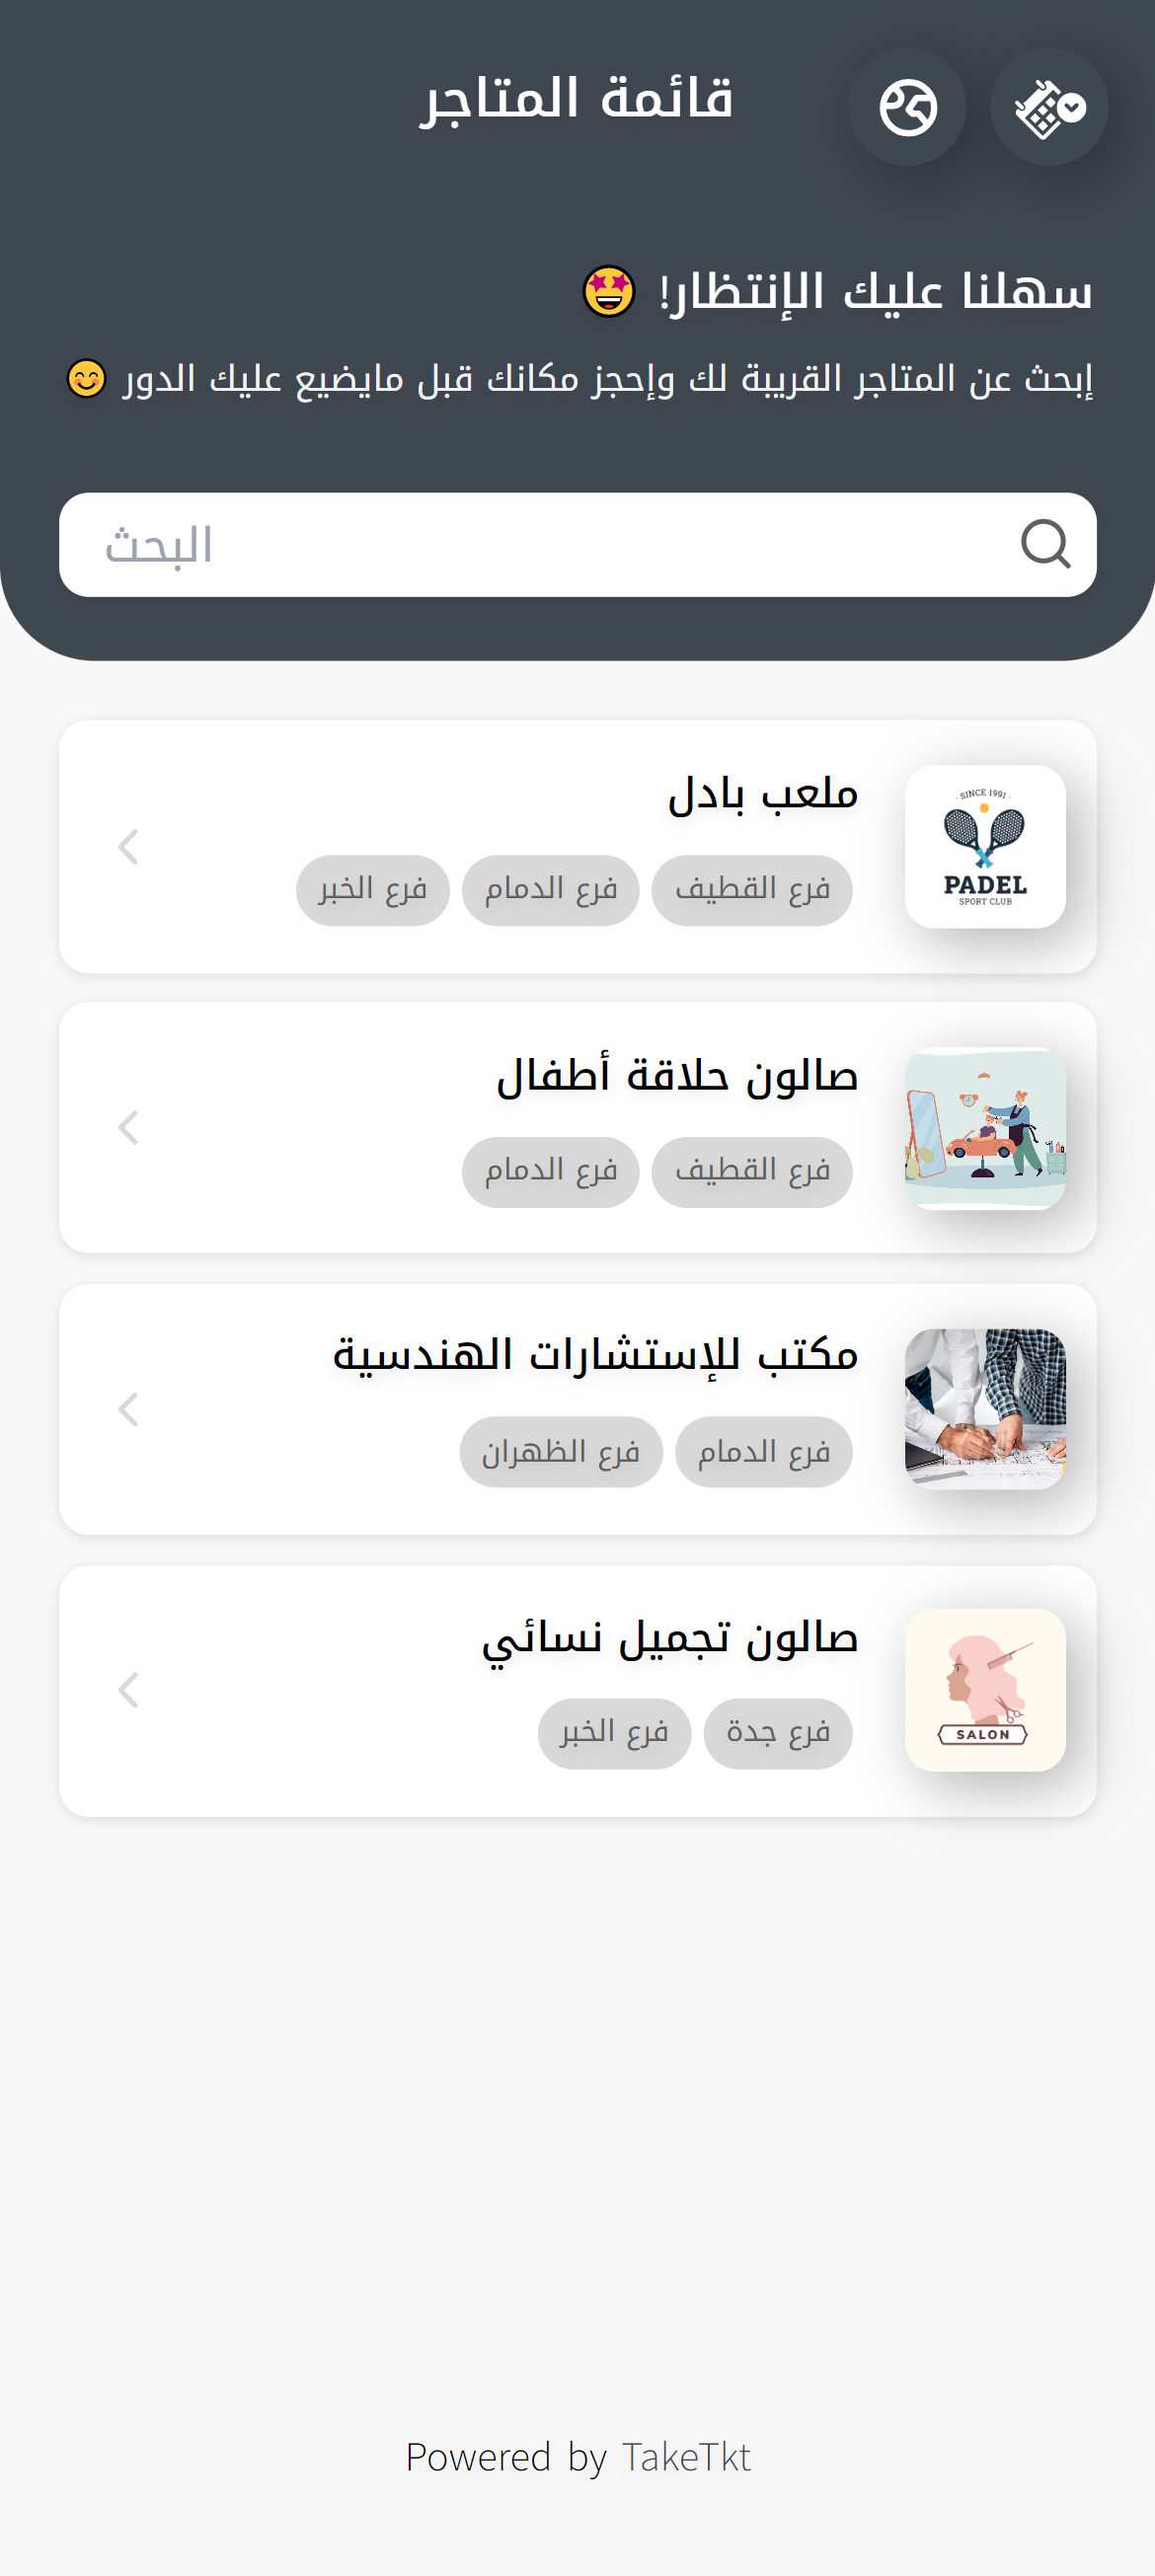 قائمة المتاجر
سهلنا عليك الإنتظار! 🤩
إبحث عن المتاجر القريبة لك وإحجز مكانك قبل مايضيع عليك الدور 😊
البحث
· SINCE 1991 ·
PADEL
SPORT CLUB
ملعب بادل
فرع القطيف فرع الدمام فرع الخبر
صالون حلاقة أطفال
فرع القطيف فرع الدمام
مكتب للإستشارات الهندسية
فرع الدمام فرع الظهران
SALON
صالون تجميل نسائي
فرع جدة فرع الخبر
Powered by TakeTkt